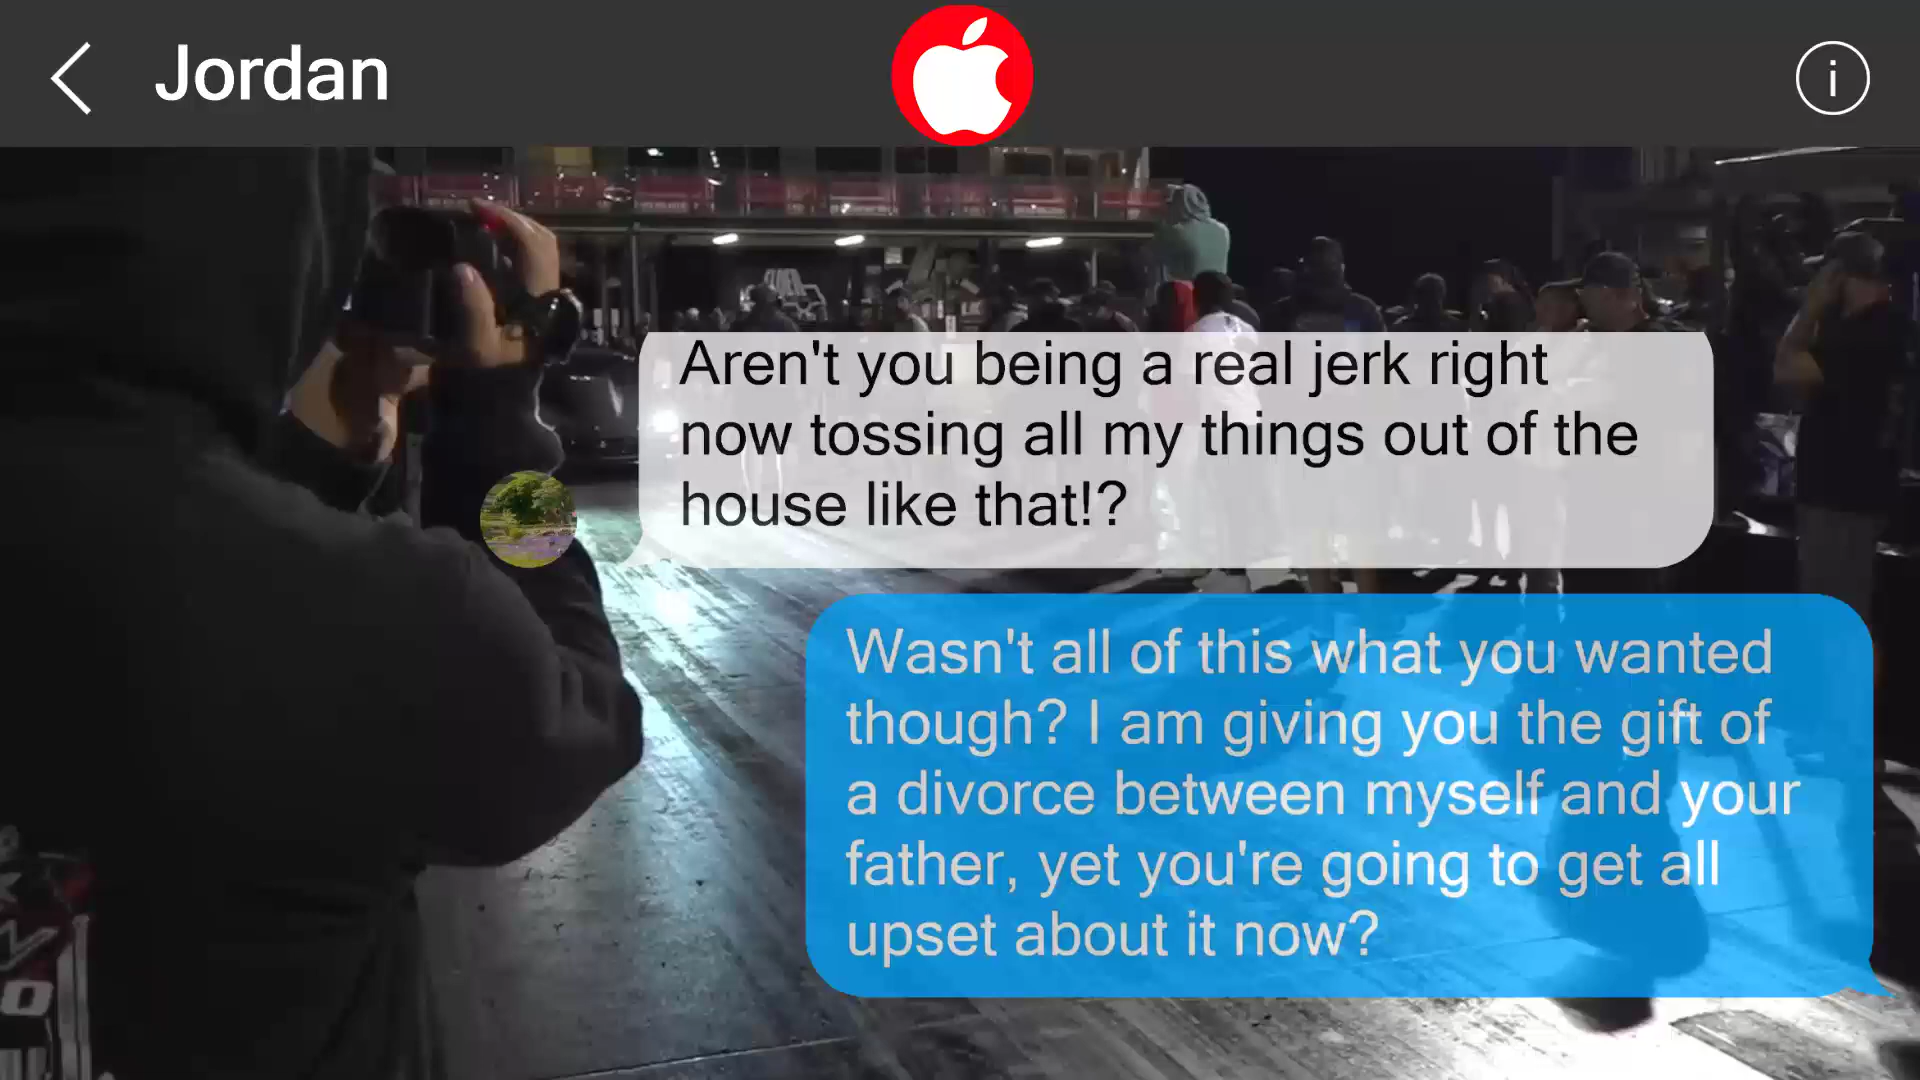 Jordan
i
Aren't you being a real jerk right
now tossing all my things out of the
house like that!?
Wasn't all of this what you wanted
though? I am giving you the gift of
a divorce between myself and your
father, yet you're going to get all
upset about it now?